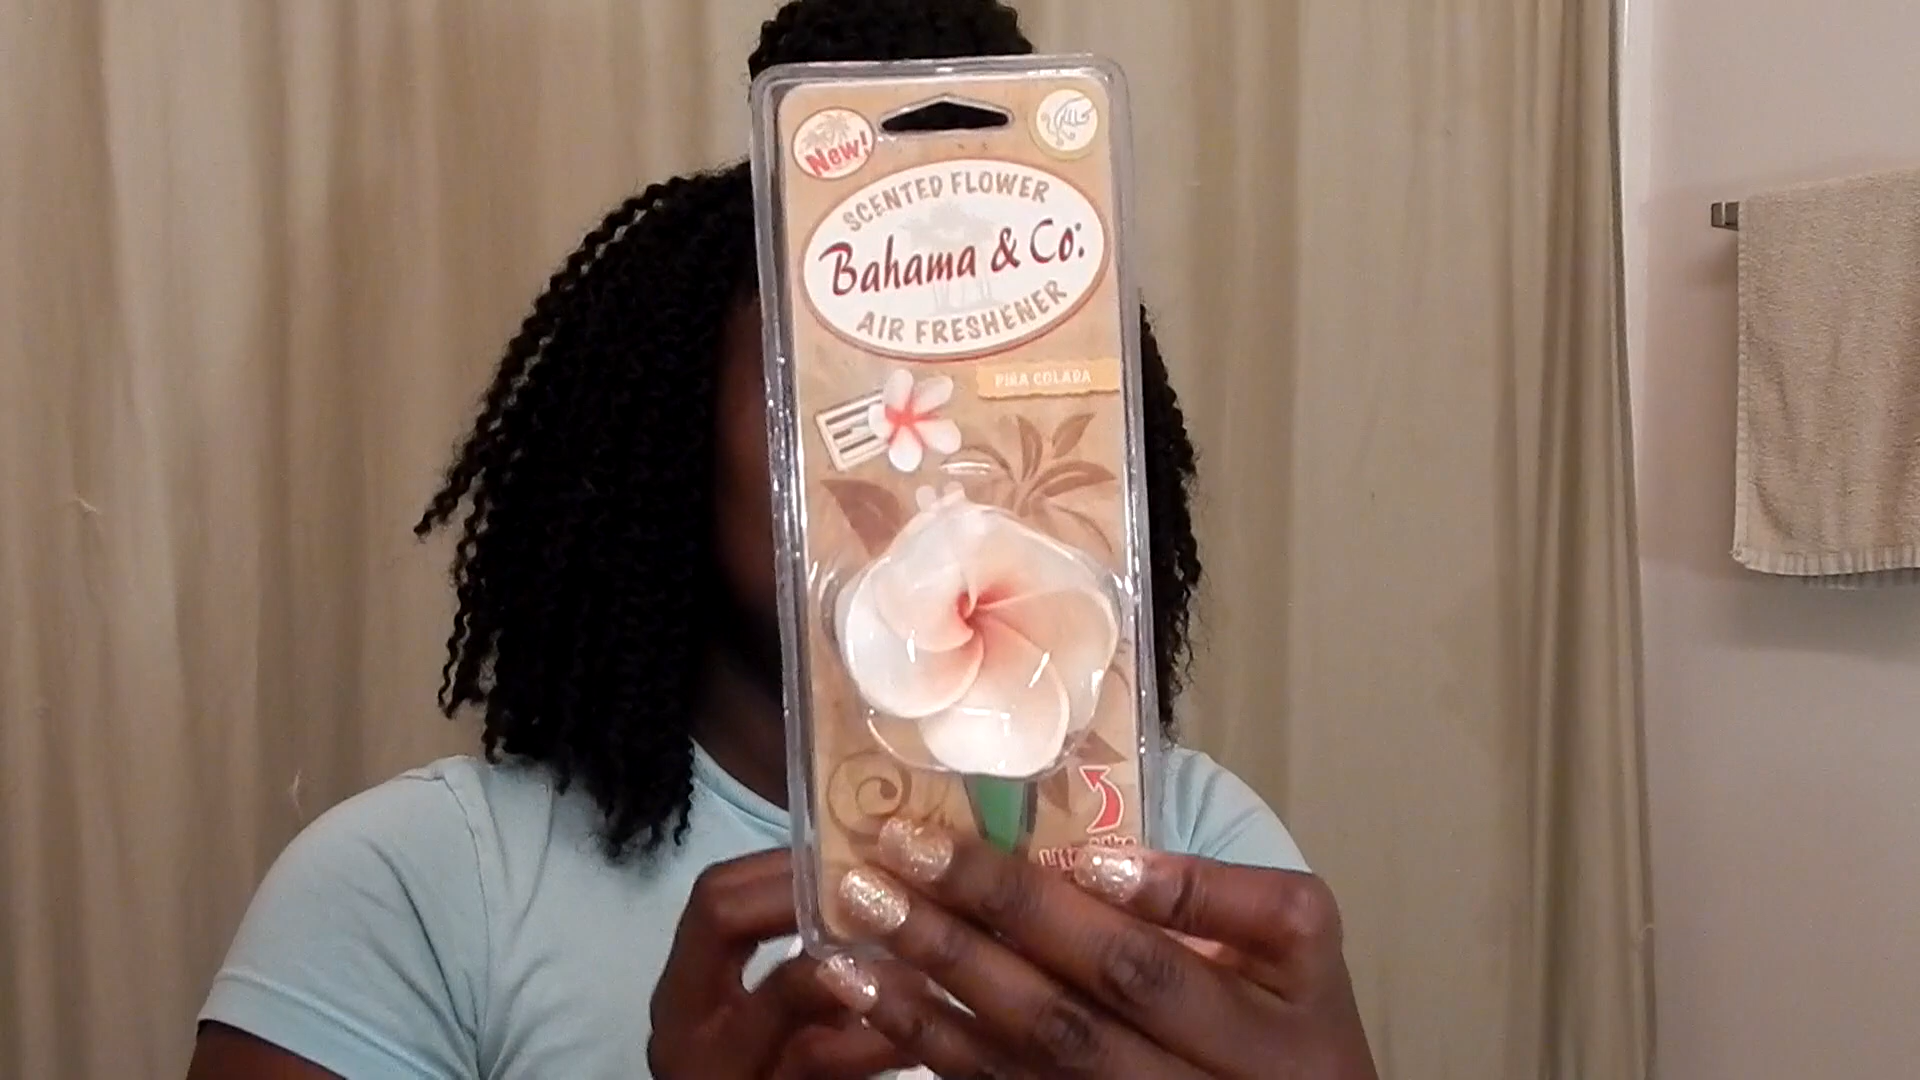 New!
SCENTED FLOWER
Bahama & Co.
AIR FRESHENER
PIÑA COLADA